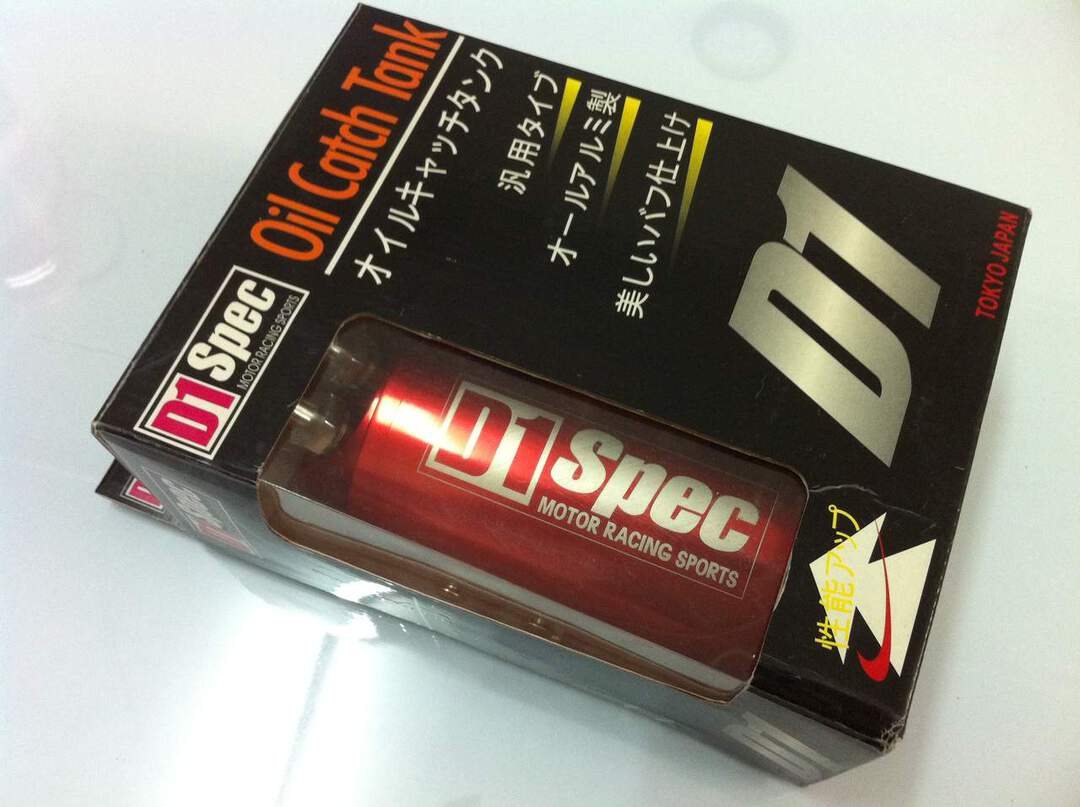 D1 Spec
MOTOR RACING SPORTS
Oil Catch Tank
オイルキャッチタンク
汎用タイプ
オールアルミ製
美しいバフ仕上げ
D1
TOKYO JAPAN
D1 Spec
MOTOR RACING SPORTS
性能アップ
D1